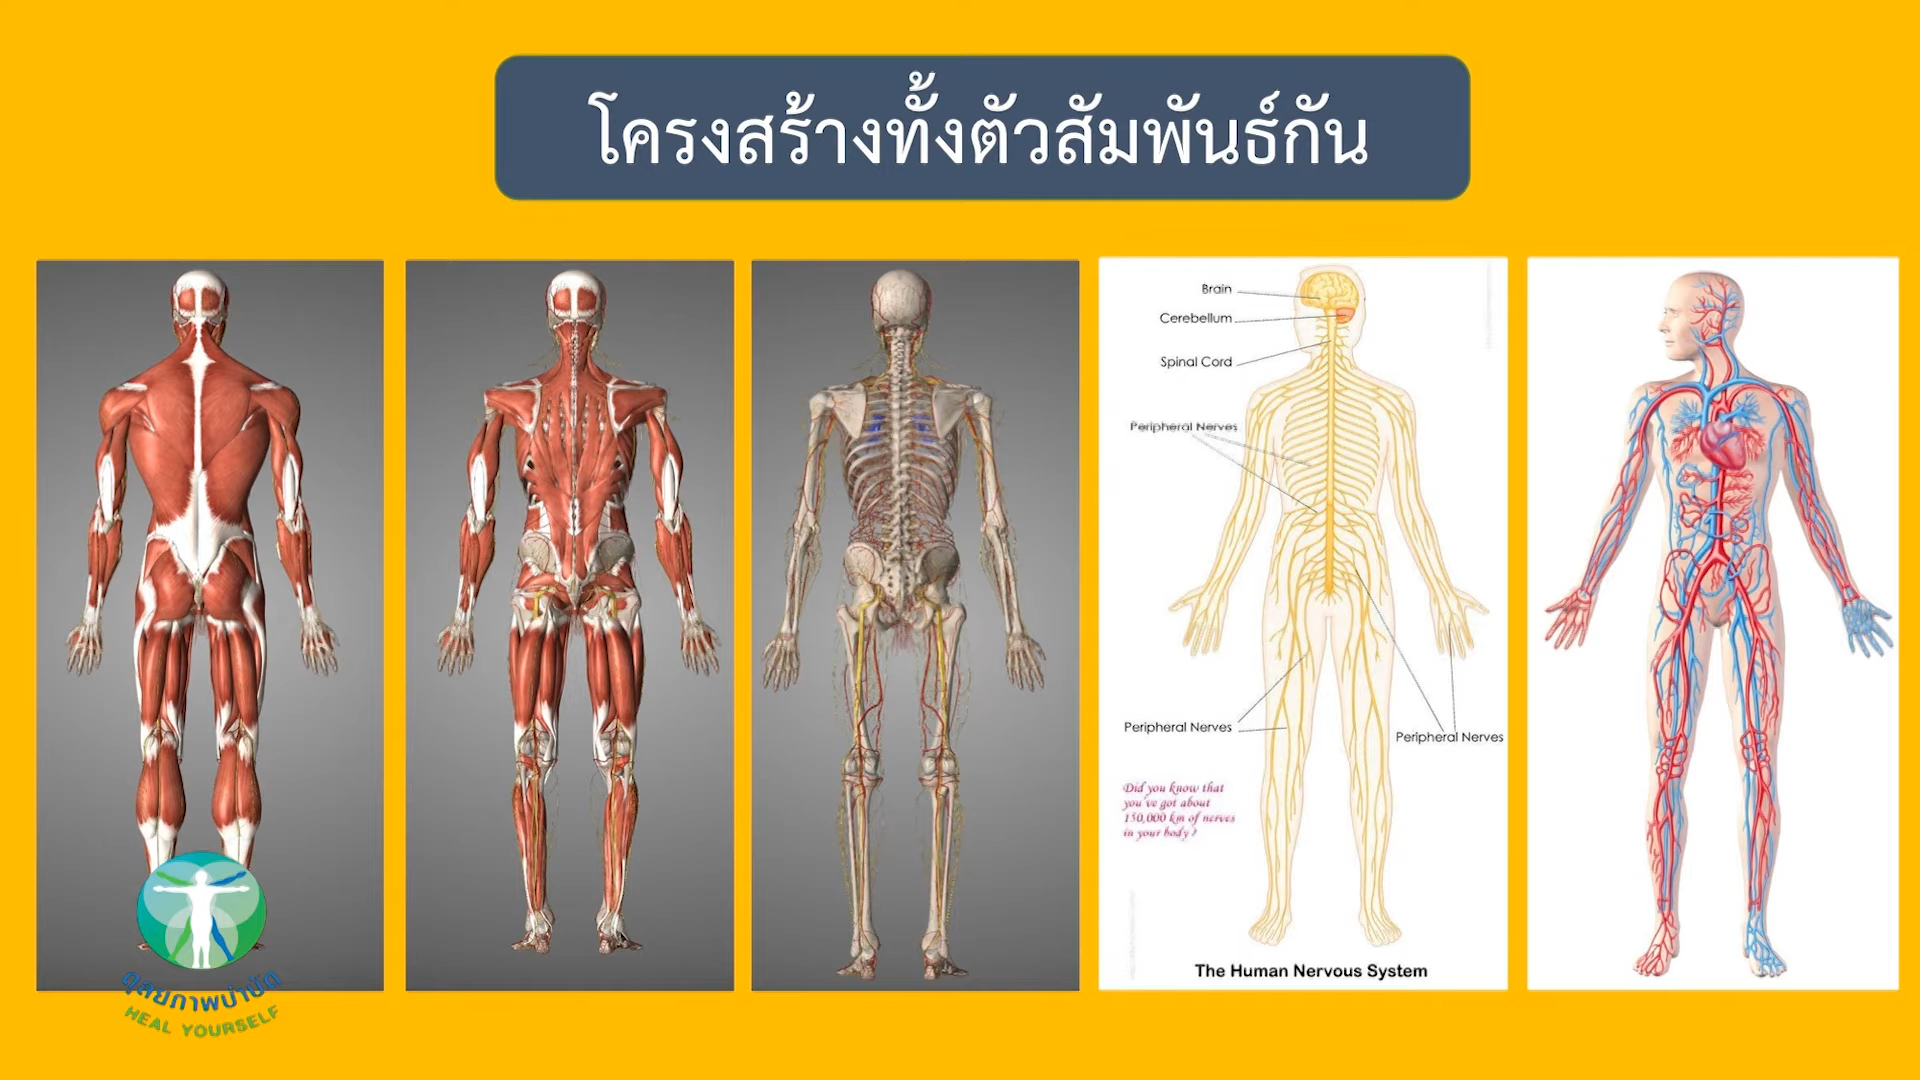 โครงสร้างทั้งตัวสัมพันธ์กัน
Brain
Cerebellum
Spinal Cord
Peripheral Nerves
Peripheral Nerves
Peripheral Nerves
Did you know that
you've got about
150,000 km of nerves
in your body?
The Human Nervous System
ดุลยภาพบำบัด
HEAL YOURSELF